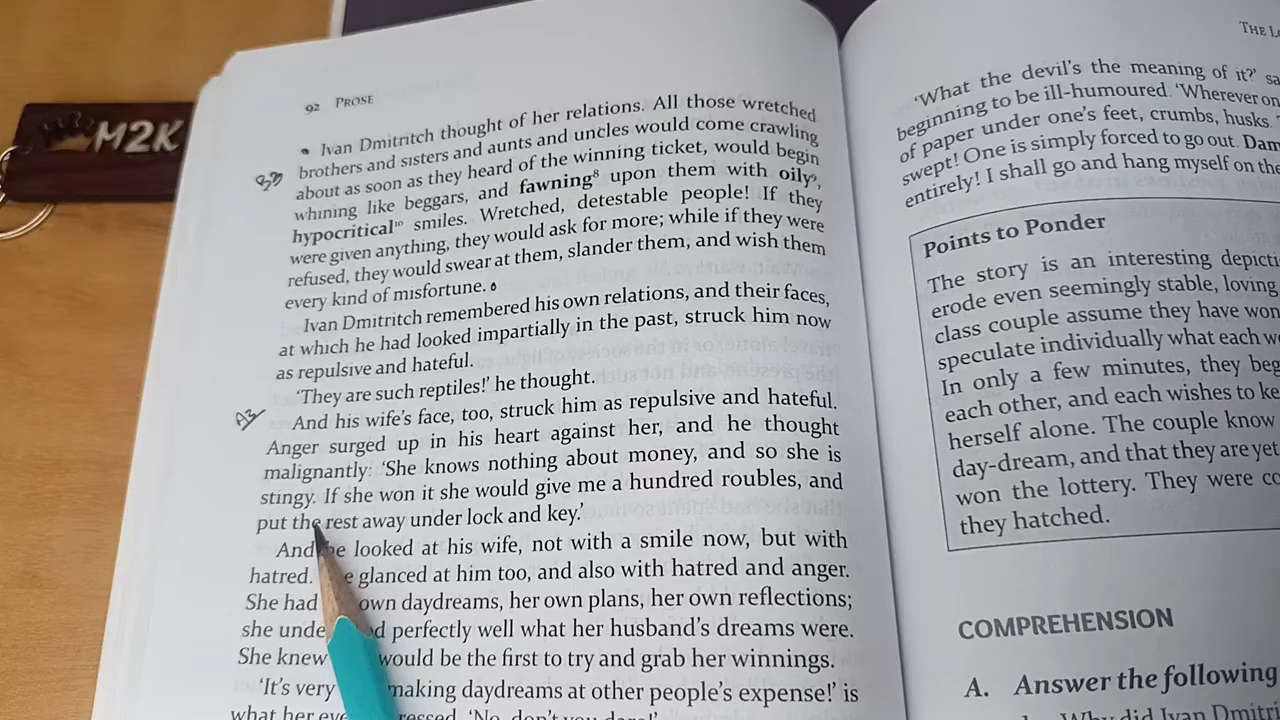 M2K
92 PROSE
• Ivan Dmitritch thought of her relations. All those wretched
brothers and sisters and aunts and uncles would come crawling
about as soon as they heard of the winning ticket, would begin
whining like beggars, and fawning⁸ upon them with oily⁹,
hypocritical¹⁰ smiles. Wretched, detestable people! If they
were given anything, they would ask for more; while if they were
refused, they would swear at them, slander them, and wish them
every kind of misfortune.
Ivan Dmitritch remembered his own relations, and their faces,
at which he had looked impartially in the past, struck him now
as repulsive and hateful.
'They are such reptiles!' he thought.
And his wife's face, too, struck him as repulsive and hateful.
Anger surged up in his heart against her, and he thought
malignantly: 'She knows nothing about money, and so she is
stingy. If she won it she would give me a hundred roubles, and
put the rest away under lock and key.'
And he looked at his wife, not with a smile now, but with
hatred. glanced at him too, and also with hatred and anger.
She had own daydreams, her own plans, her own reflections;
she perfectly well what her husband's dreams were.
She knew would be the first to try and grab her winnings.
'It's very making daydreams at other people's expense!' is
what her 'No, don't you dare!'
THE
'What the devil's the meaning of it?'
beginning to be ill-humoured. 'Wherever
of paper under one's feet, crumbs, husks.
swept! One is simply forced to go out.
entirely! I shall go and hang myself on the
Points to Ponder
The story is an interesting
erode even seemingly stable, loving
class couple assume they have won
speculate individually what each
In only a few minutes, they
each other, and each wishes to
herself alone. The couple know
day-dream, and that they are yet
won the lottery. They were
they hatched.
COMPREHENSION
A. Answer the following
Why did Ivan